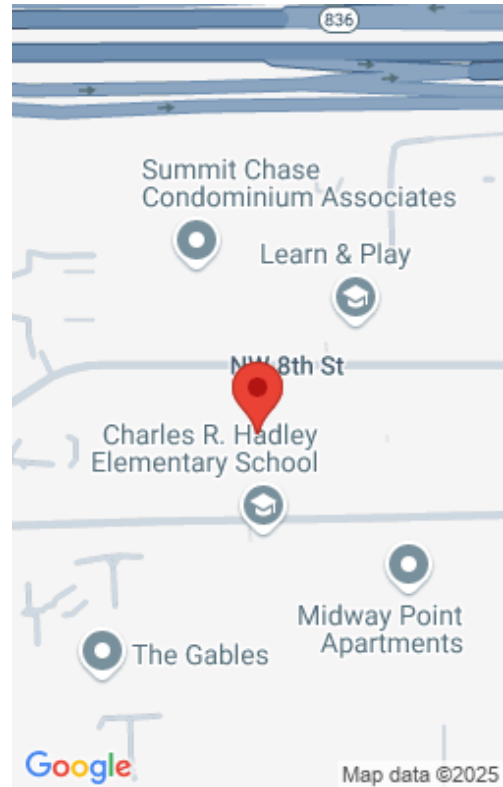 836
Summit Chase
Condominium Associates
Learn & Play
NW 8th St
Charles R. Hadley
Elementary School
Midway Point
Apartments
The Gables
Google
Map data ©2025